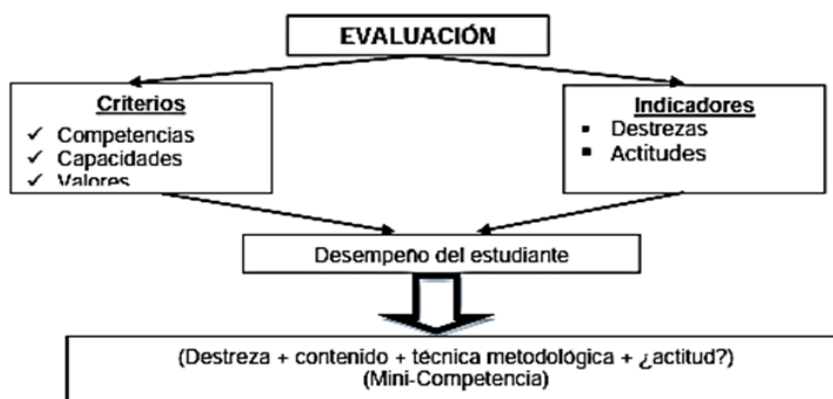 EVALUACIÓN
Criterios
✓ Competencias
✓ Capacidades
✓ Valores
Indicadores
▪ Destrezas
▪ Actitudes
Desempeño del estudiante
(Destreza + contenido + técnica metodológica + ¿actitud?)
(Mini-Competencia)